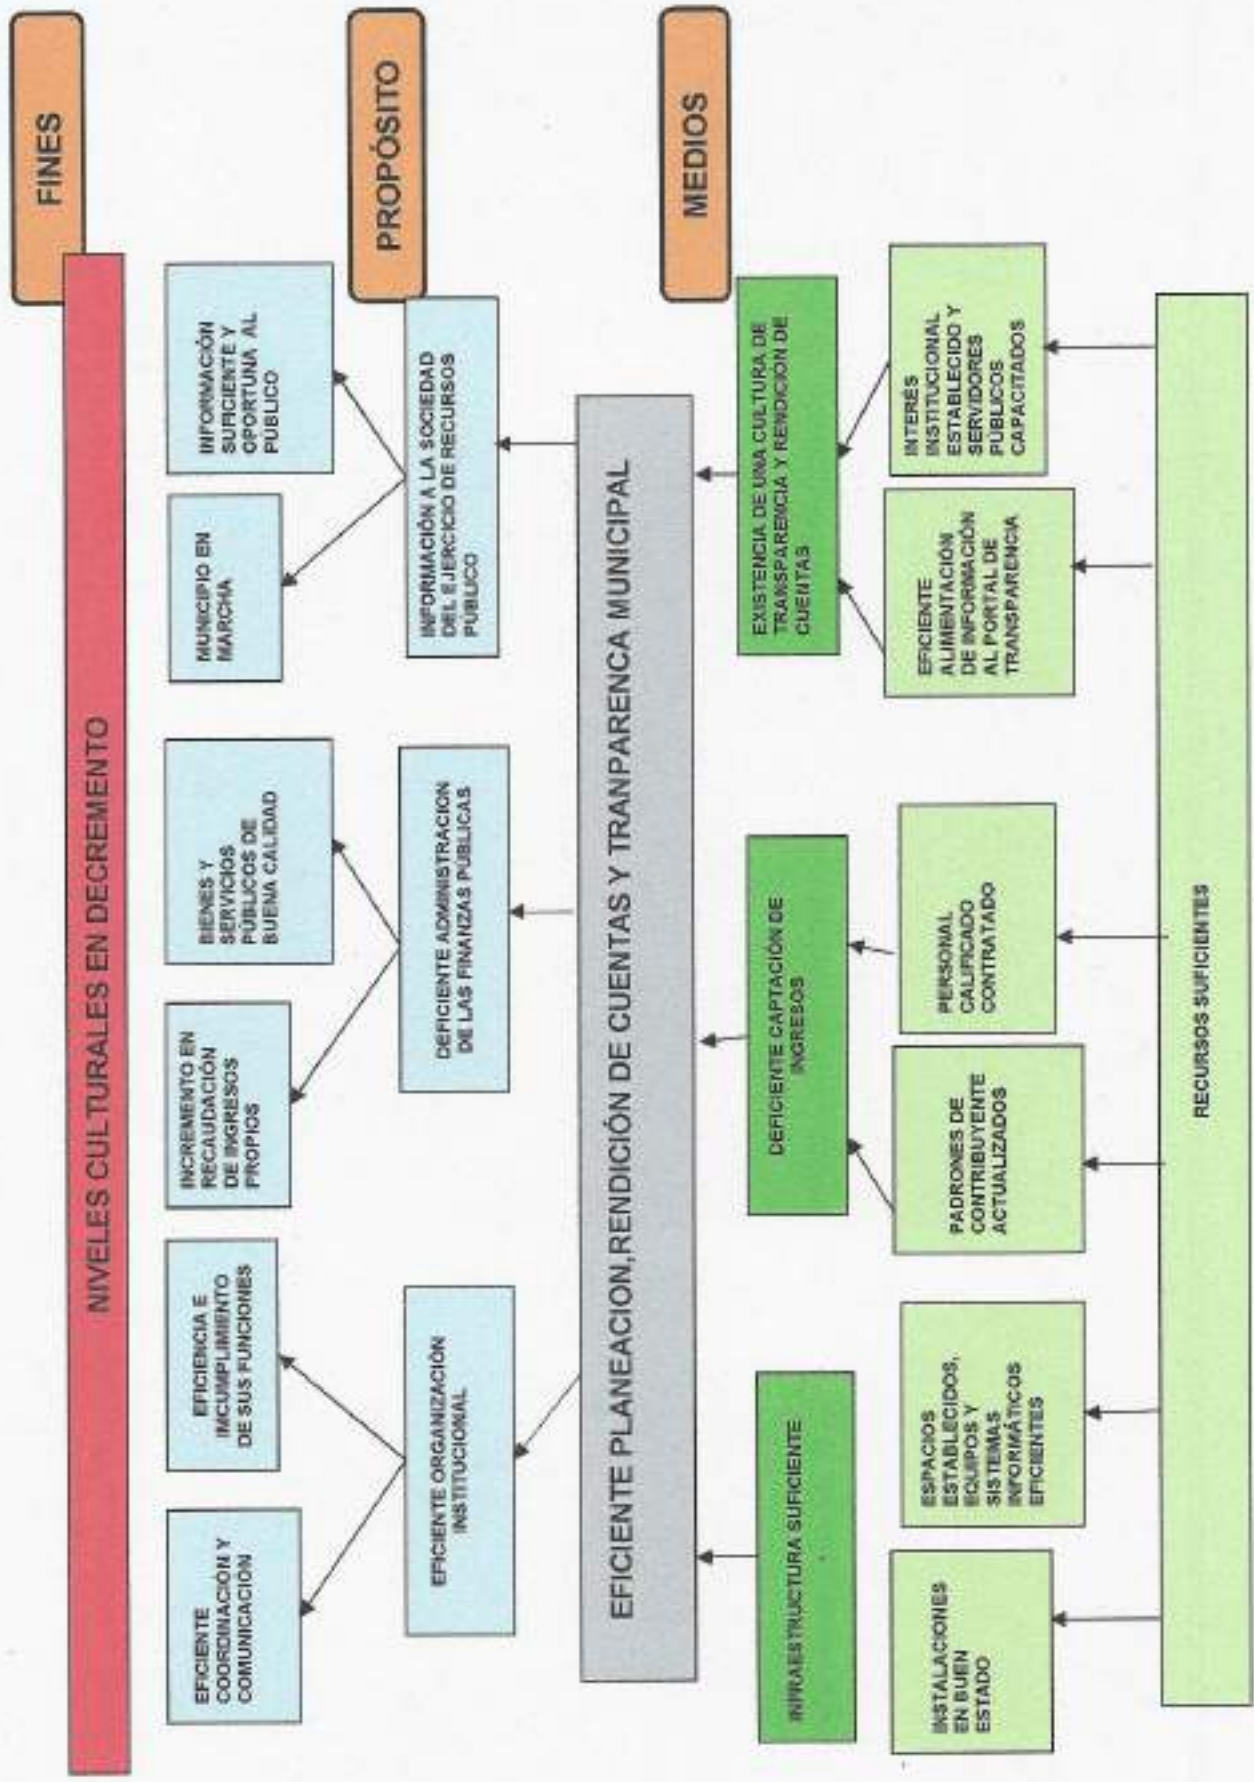 FINES
NIVELES CULTURALES EN DECREMENTO
EFICIENTE
COORDINACIÓN Y
COMUNICACION
EFICIENCIA E
IMCUMPLIMIENTO
DE SUS FUNCIONES
INCREMENTO EN
RECAUDACIÓN
DE INGRESOS
PROPIOS
BIENES Y
SERVICIOS
PÚBLICOS DE
BUENA CALIDAD
MUNICIPIO EN
MARCHA
INFORMACIÓN
SUFICIENTE Y
OPORTUNA AL
PUBLICO
PROPÓSITO
EFICIENTE ORGANIZACIÓN
INSTITUCIONAL
DEFICIENTE ADMINISTRACION
DE LAS FINANZAS PÚBLICAS
INFORMACIÓN A LA SOCIEDAD
DEL EJERCICIO DE RECURSOS
PÚBLICO
EFICIENTE PLANEACION,RENDICIÓN DE CUENTAS Y TRANPARENCA MUNICIPAL
MEDIOS
INFRAESTRUCTURA SUFICIENTE
DEFICIENTE CAPTACIÓN DE
INGRESOS
EXISTENCIA DE UNA CULTURA DE
TRANSPARENCIA Y RENDICION DE
CUENTAS
INSTALACIONES
EN BUEN
ESTADO
ESPACIOS
ESTABLECIDOS,
EQUIPOS Y
SISTEMAS
INFORMÁTICOS
EFICIENTES
PADRONES DE
CONTRIBUYENTE
ACTUALIZADOS
PERSONAL
CALIFICADO
CONTRATADO
EFICIENTE
ALIMENTACIÓN
DE INFORMACIÓN
AL PORTAL DE
TRANSPARENCIA
INTERÉS
INSTITUCIONAL
ESTABLECIDO Y
SERVIDORES
PÚBLICOS
CAPACITADOS
RECURSOS SUFICIENTES